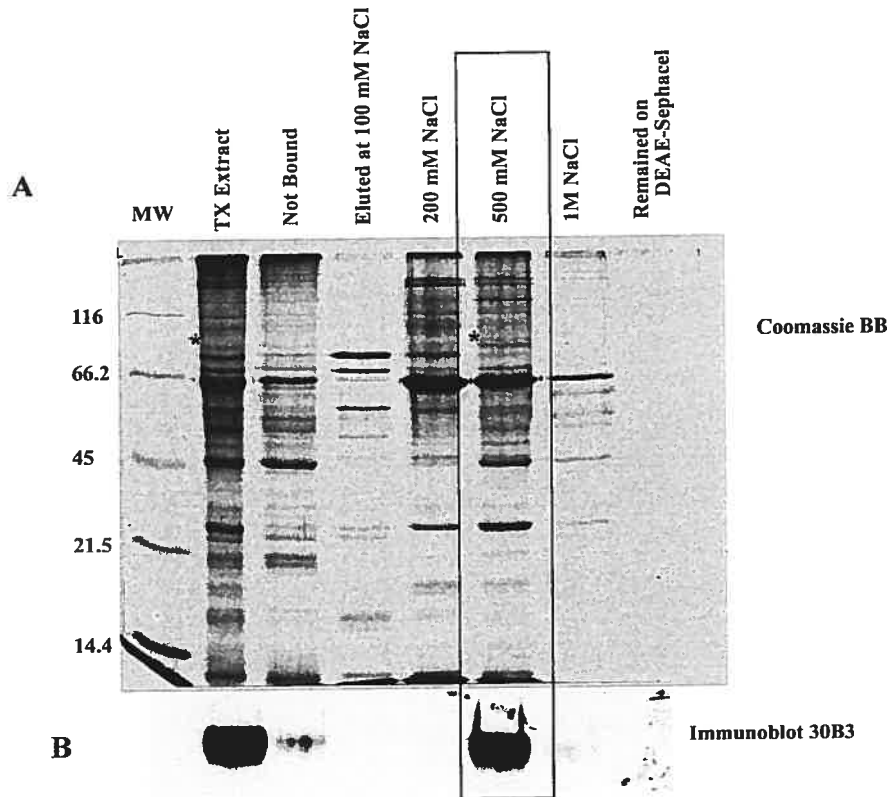 A
MW
TX Extract
Not Bound
Eluted at 100 mM NaCl
200 mM NaCl
500 mM NaCl
1M NaCl
Remained on
DEAE-Sephacel
116
*
*
66.2
45
21.5
14.4
Coomassie BB
B
Immunoblot 30B3